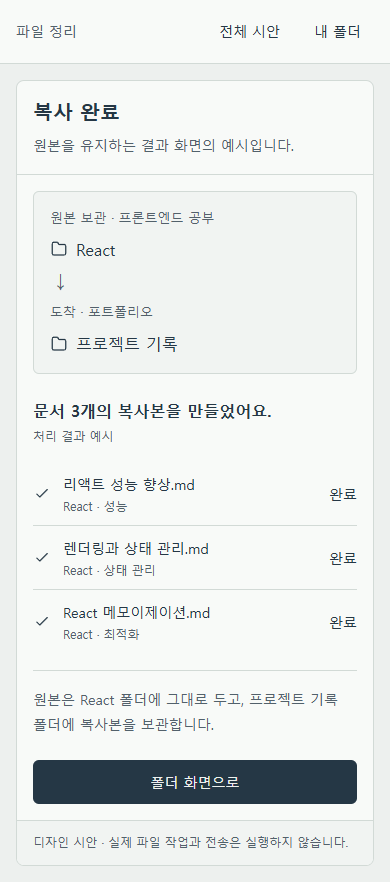 파일 정리
전체 시안
내 폴더
복사 완료
원본을 유지하는 결과 화면의 예시입니다.
원본 보관 · 프론트엔드 공부
React
↓
도착 · 포트폴리오
프로젝트 기록
문서 3개의 복사본을 만들었어요.
처리 결과 예시
리액트 성능 향상.md
React · 성능
완료
렌더링과 상태 관리.md
React · 상태 관리
완료
React 메모이제이션.md
React · 최적화
완료
원본은 React 폴더에 그대로 두고, 프로젝트 기록
폴더에 복사본을 보관합니다.
폴더 화면으로
디자인 시안 · 실제 파일 작업과 전송은 실행하지 않습니다.